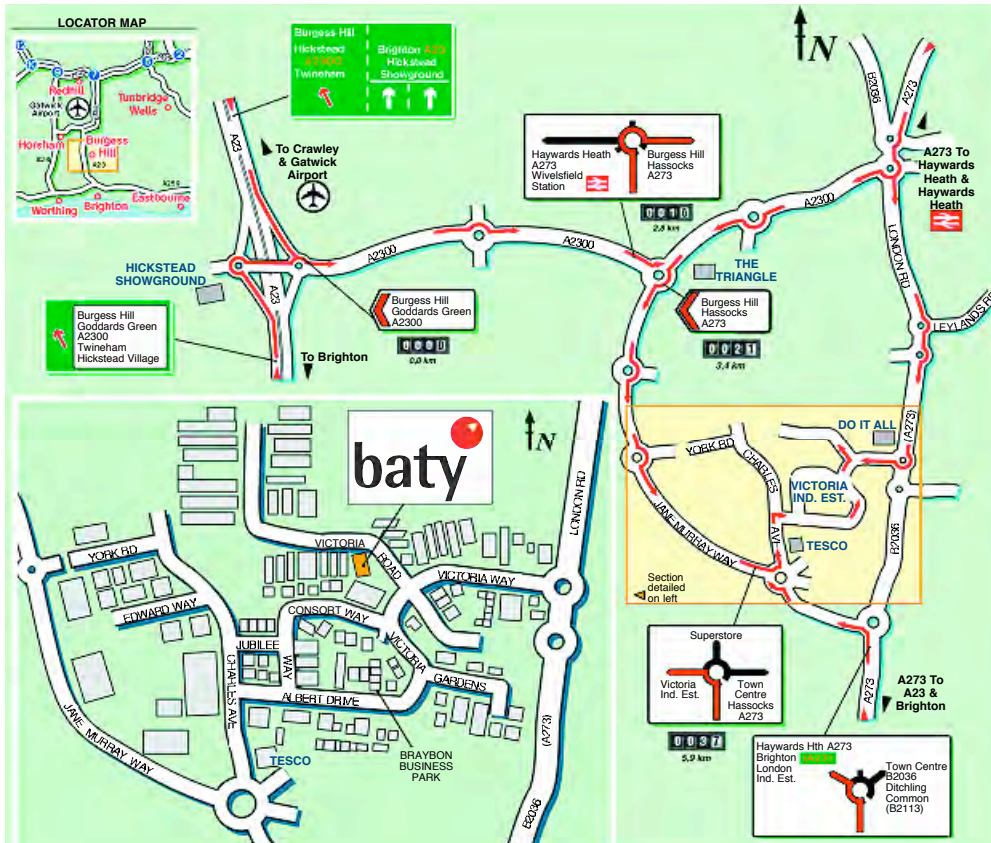 LOCATOR MAP
Redhill
Gatwick
Airport
Tunbridge
Wells
Horsham
Burgess
Hill
A23
Worthing
Brighton
Eastbourne
Burgess Hill
Hickstead
A2300
Twineham
Brighton A23
Hickstead
Showground
N
A23
To Crawley
& Gatwick
Airport
Haywards Heath
A273
Wivelsfield
Station
Burgess Hill
Hassocks
A273
0010
B2036
A273
A273 To
Haywards
Heath &
Haywards
Heath
A2300
A2300
A2300
THE
TRIANGLE
LONDON RD
HICKSTEAD
SHOWGROUND
A23
Burgess Hill
Goddards Green
A2300
0000
0,0 km
Burgess Hill
Hassocks
A273
0021
3,4 km
LEYLANDS RD
Burgess Hill
Goddards Green
A2300
Twineham
Hickstead Village
To Brighton
(A273)
DO IT ALL
YORK RD
CHARLES
AVE
VICTORIA
IND. EST.
JANE MURRAY WAY
TESCO
B2036
Section
detailed
on left
Superstore
Victoria
Ind. Est.
Town
Centre
Hassocks
A273
0037
5,9 km
A273
A273 To
A23 &
Brighton
Haywards Hth A273
Brighton
London
Ind. Est.
Town Centre
B2036
Ditchling
Common
(B2113)
baty
N
LONDON RD
VICTORIA
ROAD
VICTORIA WAY
YORK RD
EDWARD WAY
CONSORT WAY
JUBILEE
WAY
VICTORIA
GARDENS
CHARLES AVE
ALBERT DRIVE
JANE MURRAY WAY
TESCO
BRAYBON
BUSINESS
PARK
(A273)
B2036